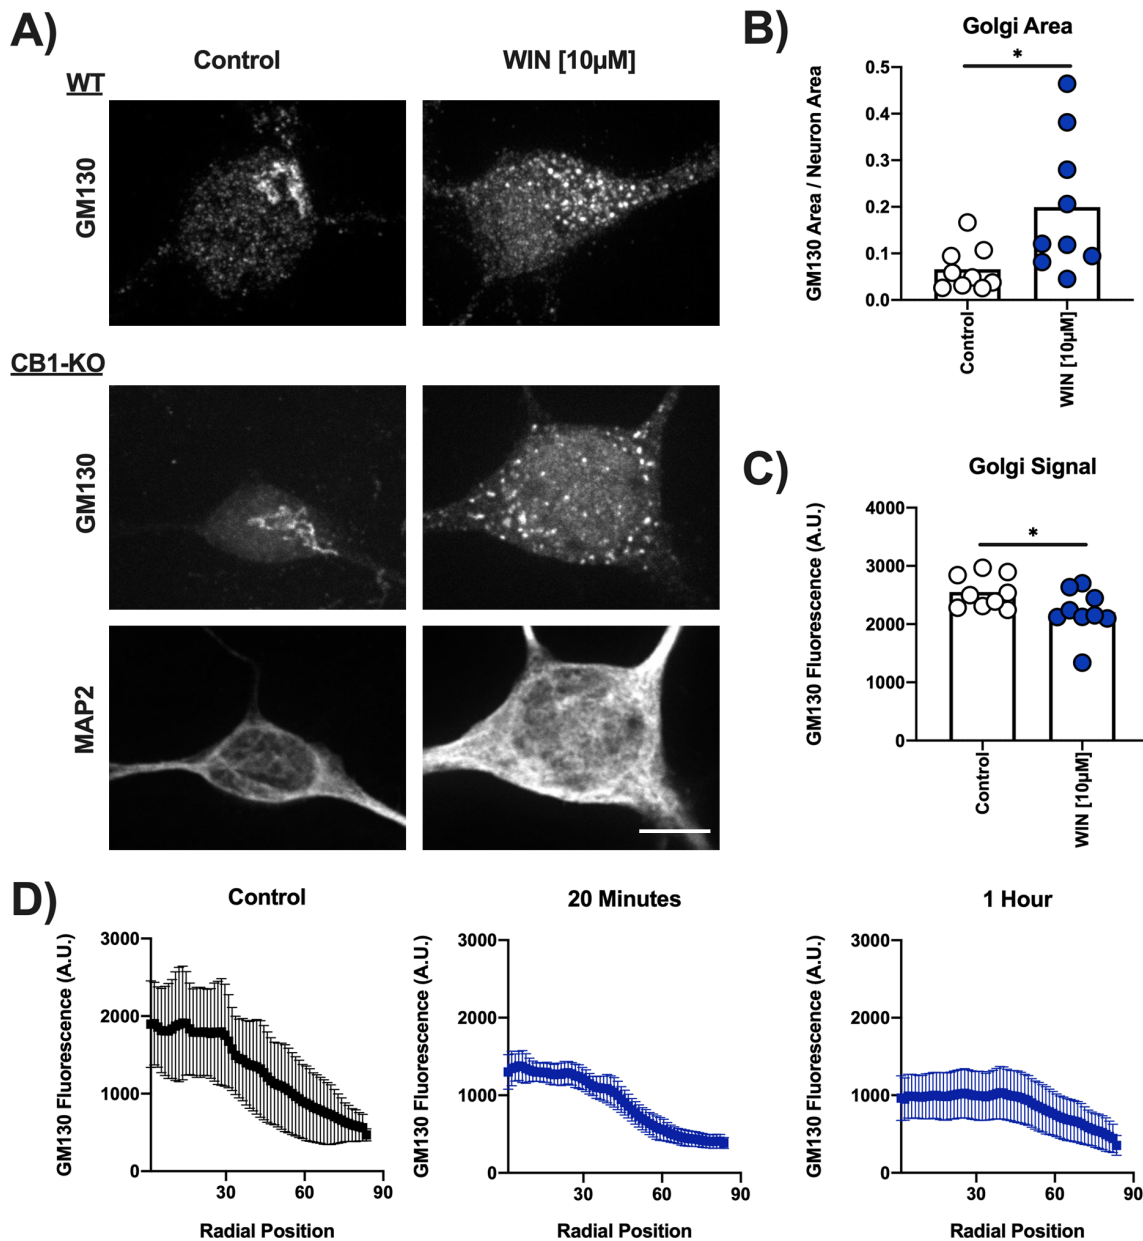 A)
Control
WIN [10µM]
WT
GM130
CB1-KO
GM130
MAP2
B)
Golgi Area
*
GM130 Area / Neuron Area
0.5
0.4
0.3
0.2
0.1
0.0
Control
WIN [10µM]
C)
Golgi Signal
*
GM130 Fluorescence (A.U.)
4000
3000
2000
1000
0
Control
WIN [10µM]
D)
Control
GM130 Fluorescence (A.U.)
3000
2000
1000
0
30 60 90
Radial Position
20 Minutes
GM130 Fluorescence (A.U.)
3000
2000
1000
0
30 60 90
Radial Position
1 Hour
GM130 Fluorescence (A.U.)
3000
2000
1000
0
30 60 90
Radial Position